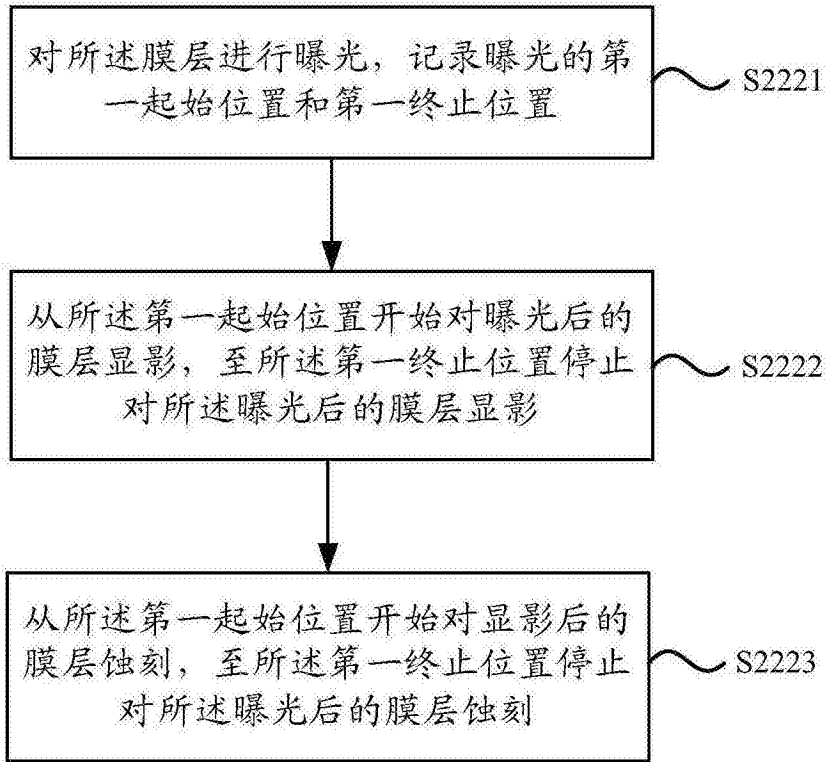 对所述膜层进行曝光，记录曝光的第
一起始位置和第一终止位置
S2221
从所述第一起始位置开始对曝光后的
膜层显影，至所述第一终止位置停止
对所述曝光后的膜层显影
S2222
从所述第一起始位置开始对显影后的
膜层蚀刻，至所述第一终止位置停止
对所述曝光后的膜层蚀刻
S2223